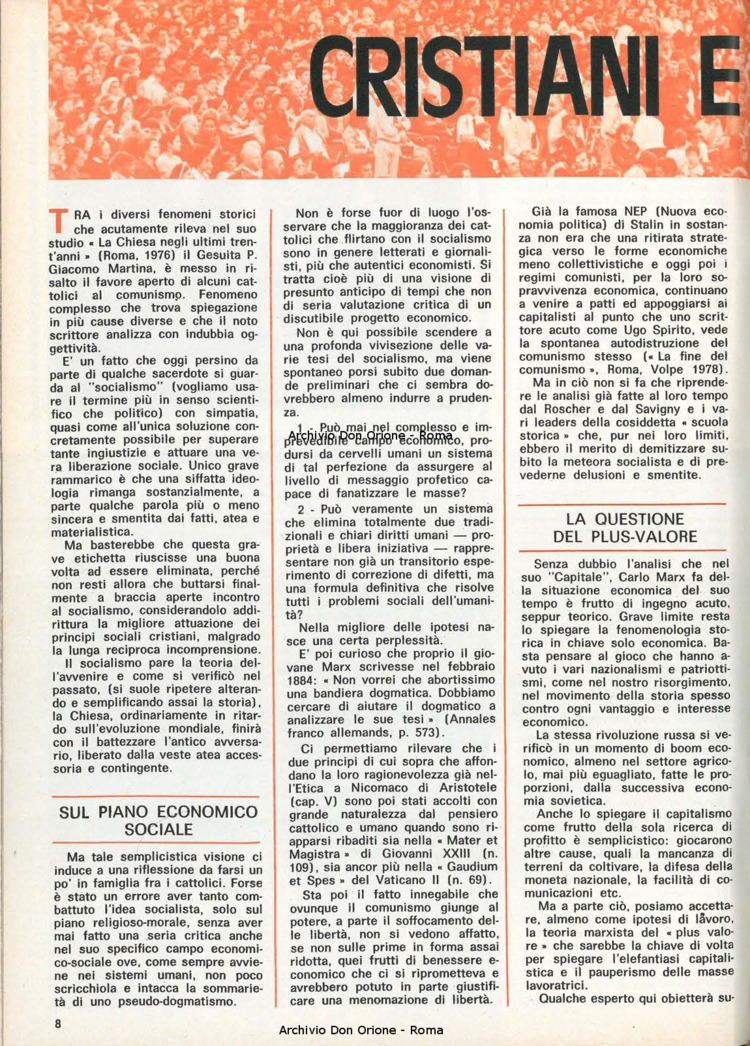 CRISTIANI E
TRA i diversi fenomeni storici
che acutamente rileva nel suo
studio « La Chiesa negli ultimi tren-
t'anni » (Roma, 1976) il Gesuita P.
Giacomo Martina, è messo in ri-
salto il favore aperto di alcuni cat-
tolici al comunismo. Fenomeno
complesso che trova spiegazione
in più cause diverse e che il noto
scrittore analizza con indubbia og-
gettività.
E' un fatto che oggi persino da
parte di qualche sacerdote si guar-
da al "socialismo" (vogliamo usa-
re il termine più in senso scienti-
fico che politico) con simpatia,
quasi come all'unica soluzione con-
cretamente possibile per superare
tante ingiustizie e attuare una ve-
ra liberazione sociale. Unico grave
rammarico è che una siffatta ideo-
logia rimanga sostanzialmente, a
parte qualche parola più o meno
sincera e smentita dai fatti, atea e
materialistica.
Ma basterebbe che questa gra-
ve etichetta riuscisse una buona
volta ad essere eliminata, perché
non resti allora che buttarsi final-
mente a braccia aperte incontro
al socialismo, considerandolo addi-
rittura la migliore attuazione dei
principi sociali cristiani, malgrado
la lunga reciproca incomprensione.
Il socialismo pare la teoria del-
l'avvenire e come si verificò nel
passato, (si suole ripetere alteran-
do e semplificando assai la storia),
la Chiesa, ordinariamente in ritar-
do sull'evoluzione mondiale, finirà
con il battezzare l'antico avversa-
rio, liberato dalla veste atea acces-
soria e contingente.
SUL PIANO ECONOMICO
SOCIALE
Ma tale semplicistica visione ci
induce a una riflessione da farsi un
po' in famiglia fra i cattolici. Forse
è stato un errore aver tanto com-
battuto l'idea socialista, solo sul
piano religioso-morale, senza aver
mai fatto una seria critica anche
nel suo specifico campo economi-
co-sociale ove, come sempre avvie-
ne nei sistemi umani, non poco
scricchiola e intacca la sommarie-
tà di uno pseudo-dogmatismo.
8
Non è forse fuor di luogo l'os-
servare che la maggioranza dei cat-
tolici che flirtano con il socialismo
sono in genere letterati e giornali-
sti, più che autentici economisti. Si
tratta cioè più di una visione di
presunto anticipo di tempi che non
di seria valutazione critica di un
discutibile progetto economico.
Non è qui possibile scendere a
una profonda vivisezione delle va-
rie tesi del socialismo, ma viene
spontaneo porsi subito due doman-
de preliminari che ci sembra do-
vrebbero almeno indurre a pruden-
za.
1 - Può mai nel complesso e im-
prevedibile campo economico, pro-
dursi da cervelli umani un sistema
di tal perfezione da assurgere al
livello di messaggio profetico ca-
pace di fanatizzare le masse?
2 - Può veramente un sistema
che elimina totalmente due tradi-
zionali e chiari diritti umani — pro-
prietà e libera iniziativa — rappre-
sentare non già un transitorio espe-
rimento di correzione di difetti, ma
una formula definitiva che risolve
tutti i problemi sociali dell'umani-
tà?
Nella migliore delle ipotesi na-
sce una certa perplessità.
E' poi curioso che proprio il gio-
vane Marx scrivesse nel febbraio
1884: « Non vorrei che abortissimo
una bandiera dogmatica. Dobbiamo
cercare di aiutare il dogmatico a
analizzare le sue tesi » (Annales
franco allemands, p. 573).
Ci permettiamo rilevare che i
due principi di cui sopra che affon-
dano la loro ragionevolezza già nel-
l'Etica a Nicomaco di Aristotele
(cap. V) sono poi stati accolti con
grande naturalezza dal pensiero
cattolico e umano quando sono ri-
apparsi ribaditi sia nella « Mater et
Magistra » di Giovanni XXIII (n.
109), sia ancor più nella « Gaudium
et Spes » del Vaticano II (n. 69).
Sta poi il fatto innegabile che
ovunque il comunismo giunge al
potere, a parte il soffocamento del-
le libertà, non si vedono affatto,
se non sulle prime in forma assai
ridotta, quei frutti di benessere e-
conomico che ci si riprometteva e
avrebbero potuto in parte giustifi-
care una menomazione di libertà.
Già la famosa NEP (Nuova eco-
nomia politica) di Stalin in sostan-
za non era che una ritirata strate-
gica verso le forme economiche
meno collettivistiche e oggi poi i
regimi comunisti, per la loro so-
pravvivenza economica, continuano
a venire a patti ed appoggiarsi ai
capitalisti al punto che uno scrit-
tore acuto come Ugo Spirito, vede
la spontanea autodistruzione del
comunismo stesso (« La fine del
comunismo », Roma, Volpe 1978).
Ma in ciò non si fa che riprende-
re le analisi già fatte al loro tempo
dal Roscher e dal Savigny e i va-
ri leaders della cosiddetta « scuola
storica » che, pur nei loro limiti,
ebbero il merito di demitizzare su-
bito la meteora socialista e di pre-
vederne delusioni e smentite.
LA QUESTIONE
DEL PLUS-VALORE
Senza dubbio l'analisi che nel
suo "Capitale", Carlo Marx fa del-
la situazione economica del suo
tempo è frutto di ingegno acuto,
seppur teorico. Grave limite resta
lo spiegare la fenomenologia sto-
rica in chiave solo economica. Ba-
sta pensare al gioco che hanno a-
vuto i vari nazionalismi e patriotti-
smi, come nel nostro risorgimento,
nel movimento della storia spesso
contro ogni vantaggio e interesse
economico.
La stessa rivoluzione russa si ve-
rificò in un momento di boom eco-
nomico, almeno nel settore agrico-
lo, mai più eguagliato, fatte le pro-
porzioni, dalla successiva econo-
mia sovietica.
Anche lo spiegare il capitalismo
come frutto della sola ricerca di
profitto è semplicistico: giocarono
altre cause, quali la mancanza di
terreni da coltivare, la difesa della
moneta nazionale, la facilità di co-
municazioni etc.
Ma a parte ciò, posiamo accetta-
re, almeno come ipotesi di lavoro,
la teoria marxista del « plus valo-
re » che sarebbe la chiave di volta
per spiegare l'elefantiasi capitali-
stica e il pauperismo delle masse
lavoratrici.
Qualche esperto qui obietterà su-
Archivio Don Orione - Roma
Archivio Don Orione - Roma